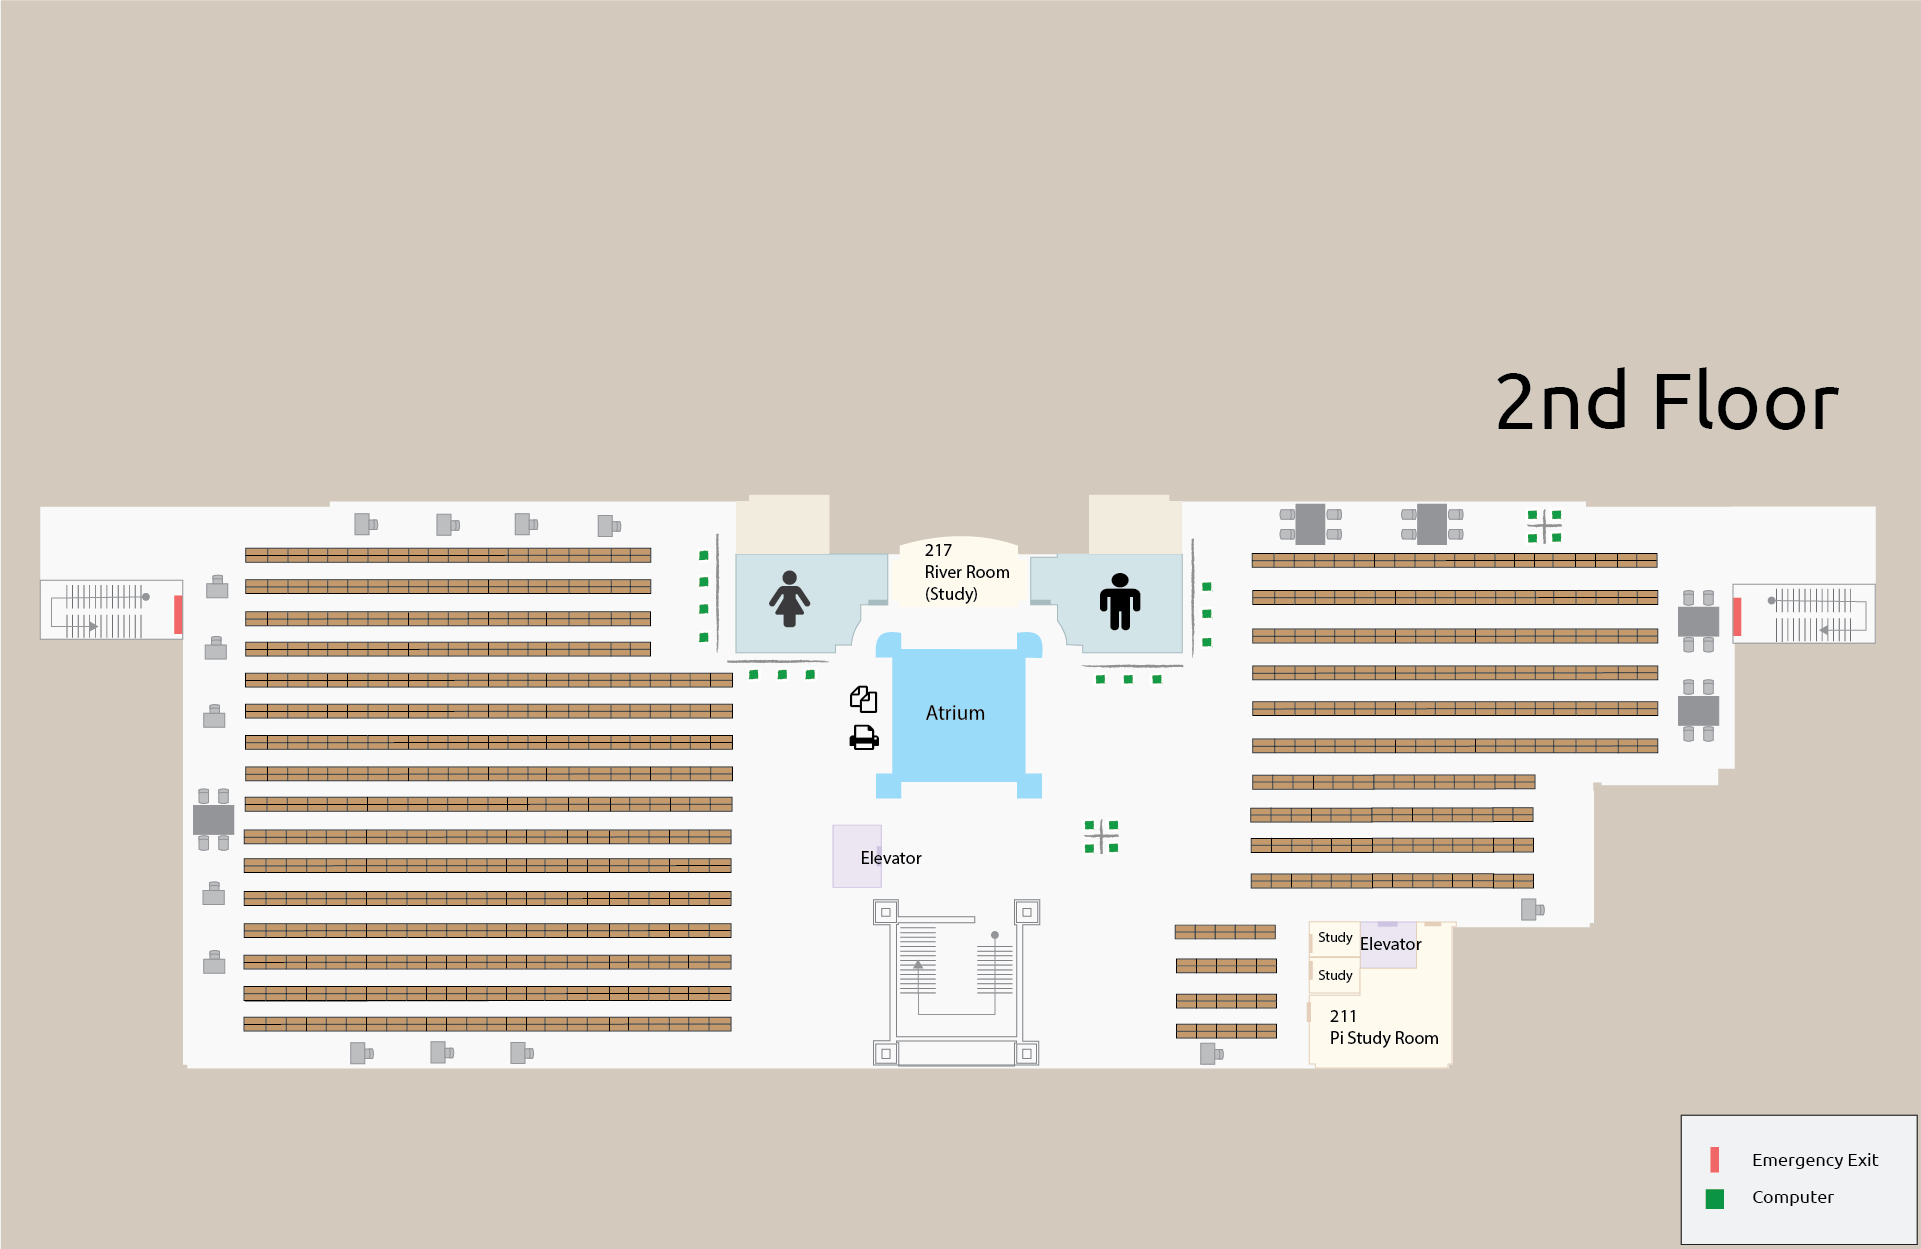 2nd Floor
217
River Room
(Study)
Atrium
Elevator
Study
Elevator
Study
211
Pi Study Room
Emergency Exit
Computer